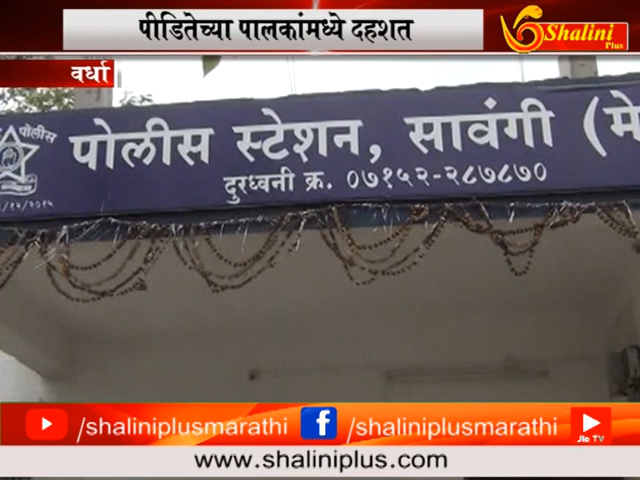 पीडितेच्या पालकांमध्ये दहशत
Shalini
Plus
वर्धा
पोलीस
पोलीस स्टेशन, सावंगी (मे
दुरध्वनी क्र. ०७१५२-२८७८७०
/shaliniplusmarathi
/shaliniplusmarathi
Jio TV
www.shaliniplus.com